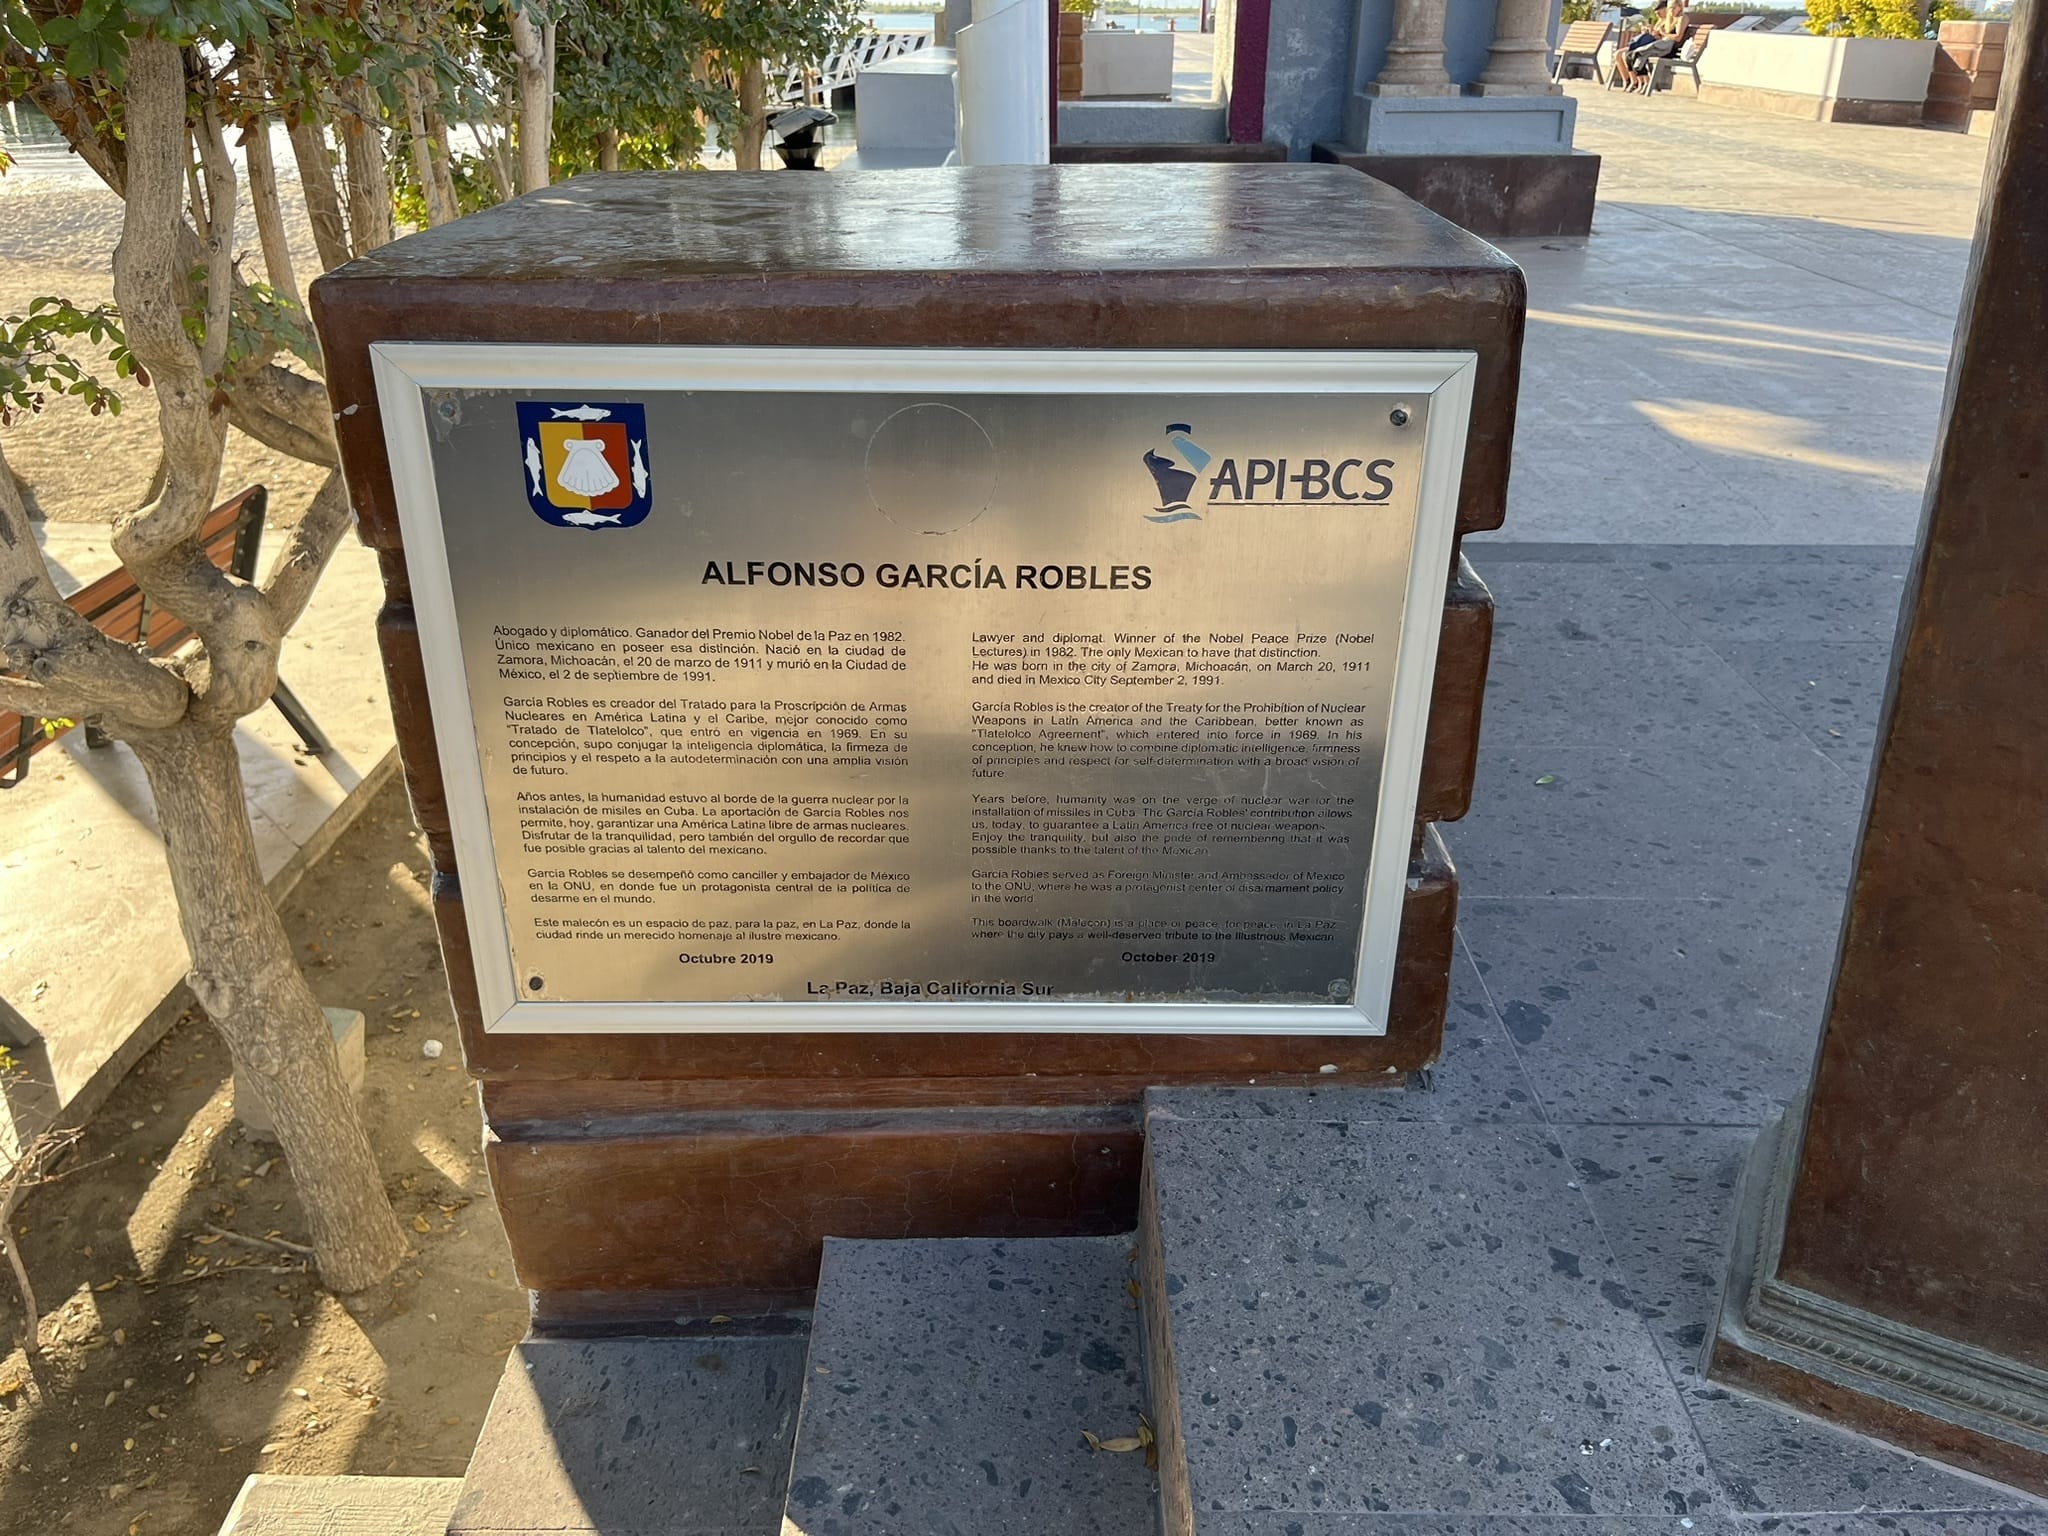 API-BCS
ALFONSO GARCÍA ROBLES
Abogado y diplomático. Ganador del Premio Nobel de la Paz en 1982.
Único mexicano en poseer esa distinción. Nació en la ciudad de
Zamora, Michoacán, el 20 de marzo de 1911 y murió en la Ciudad de
México, el 2 de septiembre de 1991.
García Robles es creador del Tratado para la Proscripción de Armas
Nucleares en América Latina y el Caribe, mejor conocido como
"Tratado de Tlatelolco", que entró en vigencia en 1969. En su
concepción, supo conjugar la inteligencia diplomática, la firmeza de
principios y el respeto a la autodeterminación con una amplia visión
de futuro.
Años antes, la humanidad estuvo al borde de la guerra nuclear por la
instalación de misiles en Cuba. La aportación de García Robles nos
permite, hoy, garantizar una América Latina libre de armas nucleares.
Disfrutar de la tranquilidad, pero también del orgullo de recordar que
fue posible gracias al talento del mexicano.
García Robles se desempeñó como canciller y embajador de México
en la ONU, en donde fue un protagonista central de la política de
desarme en el mundo.
Este malecón es un espacio de paz, para la paz, en La Paz, donde la
ciudad rinde un merecido homenaje al ilustre mexicano.
Octubre 2019
Lawyer and diplomat. Winner of the Nobel Peace Prize (Nobel
Lectures) in 1982. The only Mexican to have that distinction.
He was born in the city of Zamora, Michoacán, on March 20, 1911
and died in Mexico City September 2, 1991.
García Robles is the creator of the Treaty for the Prohibition of Nuclear
Weapons in Latin America and the Caribbean, better known as
"Tlatelolco Agreement", which entered into force in 1969. In his
conception, he knew how to combine diplomatic intelligence, firmness
of principles and respect for self-determination with a broad vision of
future.
Years before, humanity was on the verge of nuclear war for the
installation of missiles in Cuba. The García Robles' contribution allows
us, today, to guarantee a Latin America free of nuclear weapons.
Enjoy the tranquility, but also the pride of remembering that it was
possible thanks to the talent of the Mexican.
García Robles served as Foreign Minister and Ambassador of Mexico
to the ONU, where he was a protagonist center of disarmament policy
in the world.
This boardwalk (Malecón) is a place of peace, for peace, in La Paz
where the city pays a well-deserved tribute to the Illustrious Mexican
October 2019
La Paz, Baja California Sur